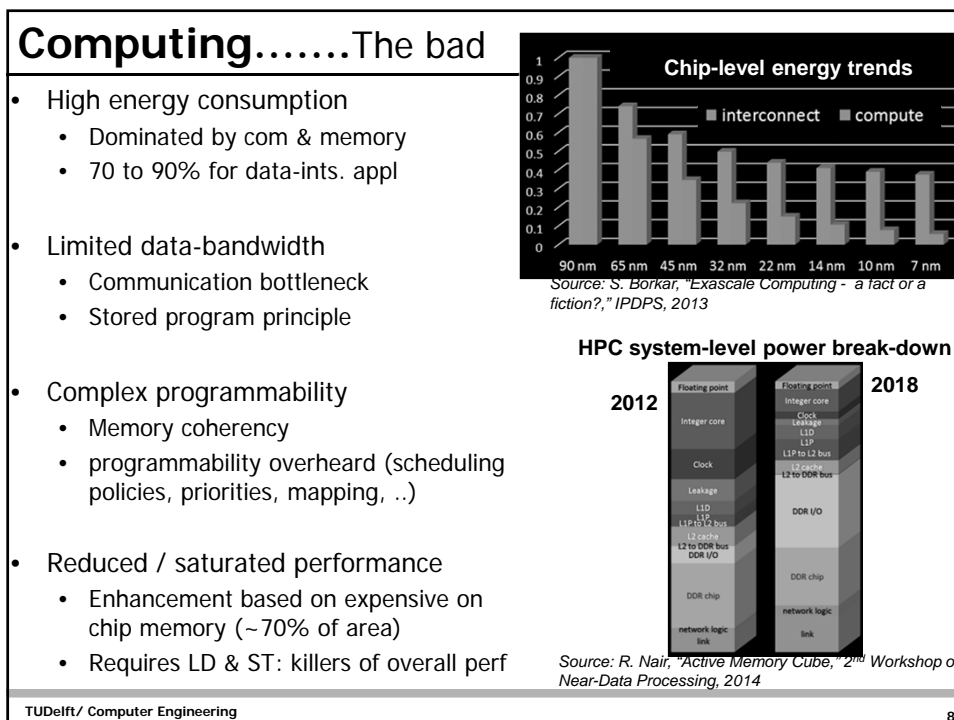 Computing.......The bad
• High energy consumption
• Dominated by com & memory
• 70 to 90% for data-ints. appl
• Limited data-bandwidth
• Communication bottleneck
• Stored program principle
• Complex programmability
• Memory coherency
• programmability overheard (scheduling
policies, priorities, mapping, ..)
• Reduced / saturated performance
• Enhancement based on expensive on
chip memory (~70% of area)
• Requires LD & ST: killers of overall perf
Chip-level energy trends
interconnect compute
1
0.9
0.8
0.7
0.6
0.5
0.4
0.3
0.2
0.1
0
90 nm 65 nm 45 nm 32 nm 22 nm 14 nm 10 nm 7 nm
Source: S. Borkar, "Exascale Computing - a fact or a
fiction?," IPDPS, 2013
HPC system-level power break-down
2012
Floating point
Integer core
Clock
Leakage
L1D
L1P
L1P to L2 bus
L2 cache
L2 to DDR bus
DDR I/O
DDR chip
network logic
link
2018
Floating point
Integer core
Clock
Leakage
L1D
L1P
L1P to L2 bus
L2 cache
L2 to DDR bus
DDR I/O
DDR chip
network logic
link
Source: R. Nair, "Active Memory Cube," 2nd Workshop o
Near-Data Processing, 2014
TUDelft/ Computer Engineering
8